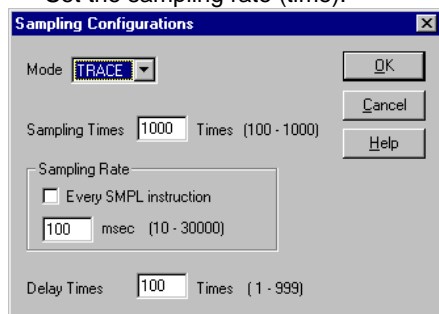 Set the sampling rate (time).
Sampling Configurations
Mode TRACE
OK
Cancel
Help
Sampling Times 1000 Times (100 - 1000)
Sampling Rate
Every SMPL instruction
100 msec (10 - 30000)
Delay Times 100 Times ( 1 - 999)